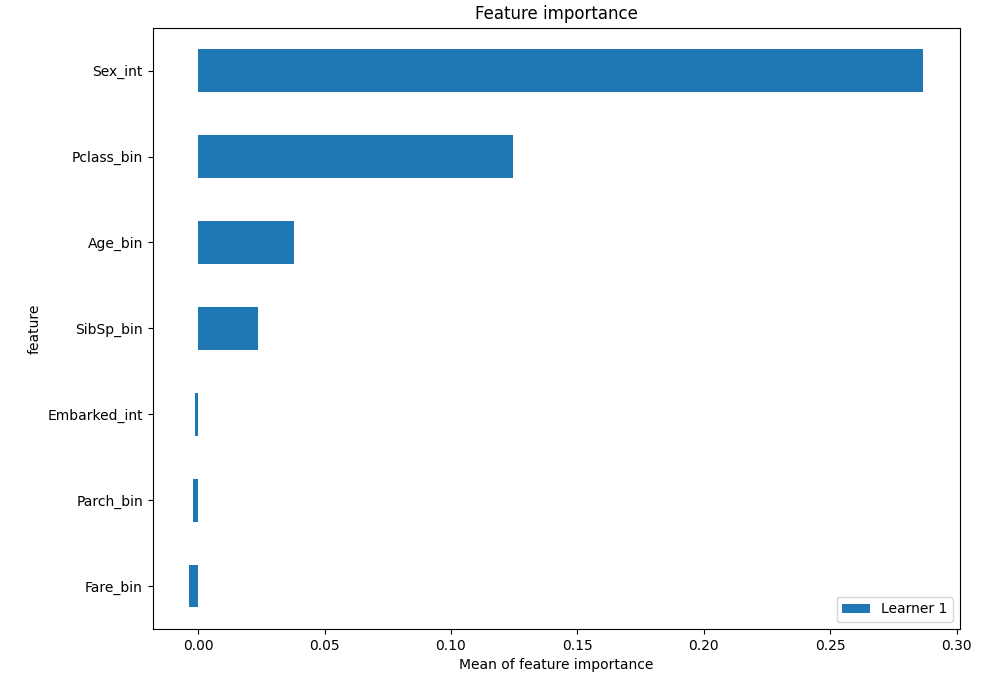 Feature importance
Sex_int
Pclass_bin
Age_bin
SibSp_bin
Embarked_int
Parch_bin
Fare_bin
feature
Learner 1
0.00 0.05 0.10 0.15 0.20 0.25 0.30
Mean of feature importance